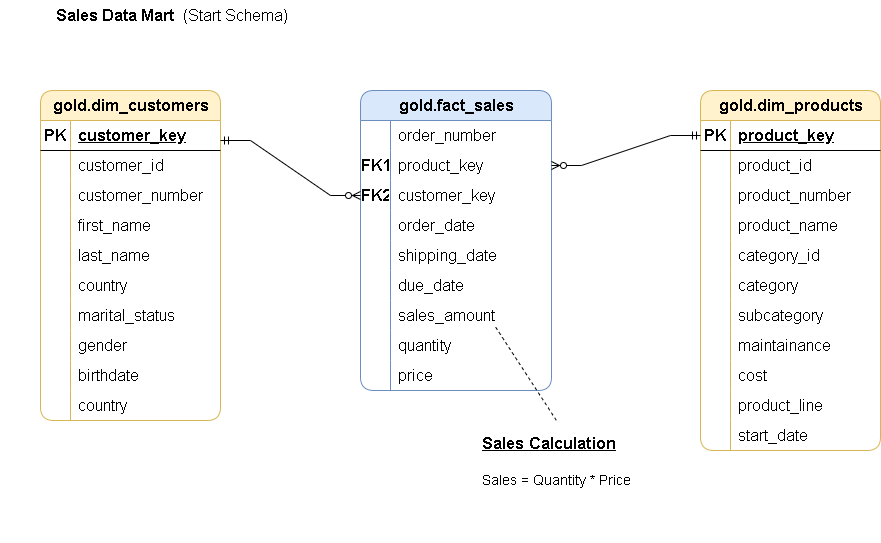 Sales Data Mart (Start Schema)
gold.dim_customers
PK customer_key
customer_id
customer_number
first_name
last_name
country
marital_status
gender
birthdate
country
gold.fact_sales
order_number
FK1 product_key
FK2 customer_key
order_date
shipping_date
due_date
sales_amount
quantity
price
Sales Calculation
Sales = Quantity * Price
gold.dim_products
PK product_key
product_id
product_number
product_name
category_id
category
subcategory
maintainance
cost
product_line
start_date